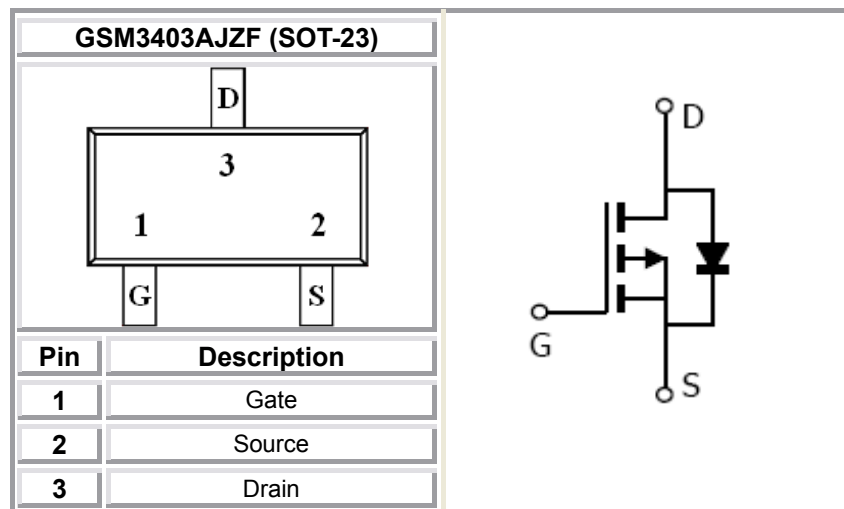 GSM3403AJZF (SOT-23)
D
3
1 2
G S
Pin Description
1 Gate
2 Source
3 Drain
D
G
S